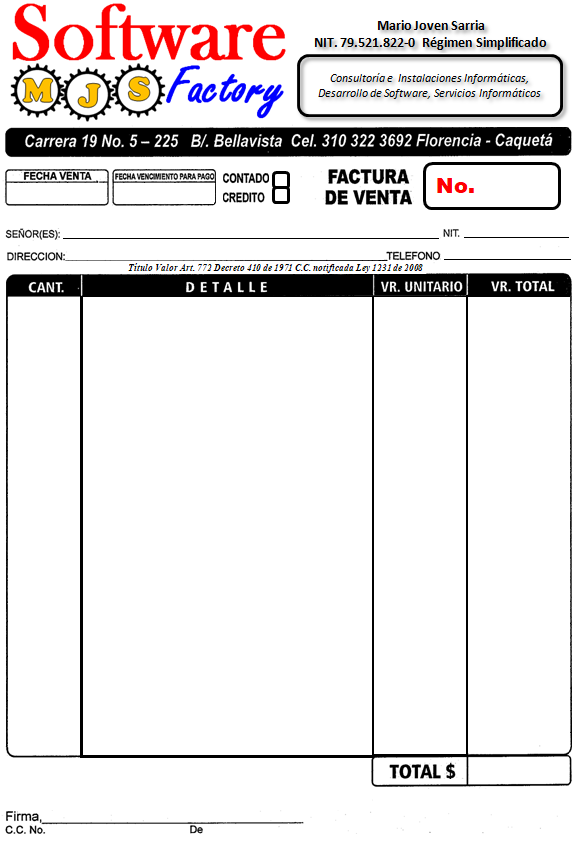 Software
MJS Factory
Mario Joven Sarria
NIT. 79.521.822-0 Régimen Simplificado
Consultoría e Instalaciones Informáticas,
Desarrollo de Software, Servicios Informáticos
Carrera 19 No. 5 – 225 B/. Bellavista Cel. 310 322 3692 Florencia - Caquetá
FECHA VENTA
FECHA VENCIMIENTO PARA PAGO
CONTADO
CREDITO
FACTURA
DE VENTA
No.
SEÑOR(ES): NIT.
DIRECCION: TELEFONO
Título Valor Art. 772 Decreto 410 de 1971 C.C. notificada Ley 1231 de 2008
CANT. DETALLE VR. UNITARIO VR. TOTAL
TOTAL $
Firma,
C.C. No. De